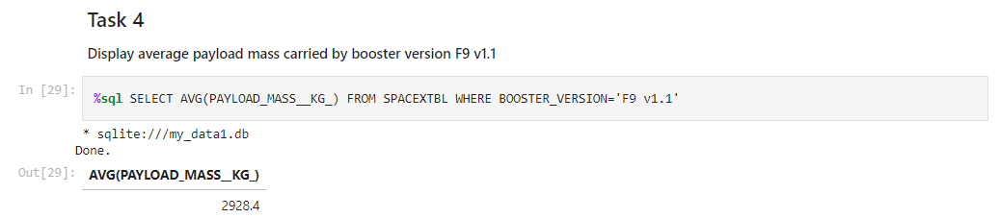 Task 4
Display average payload mass carried by booster version F9 v1.1
In [29]: %sql SELECT AVG(PAYLOAD_MASS__KG_) FROM SPACEXTBL WHERE BOOSTER_VERSION='F9 v1.1'
* sqlite:///my_data1.db
Done.
Out[29]: AVG(PAYLOAD_MASS__KG_)
2928.4